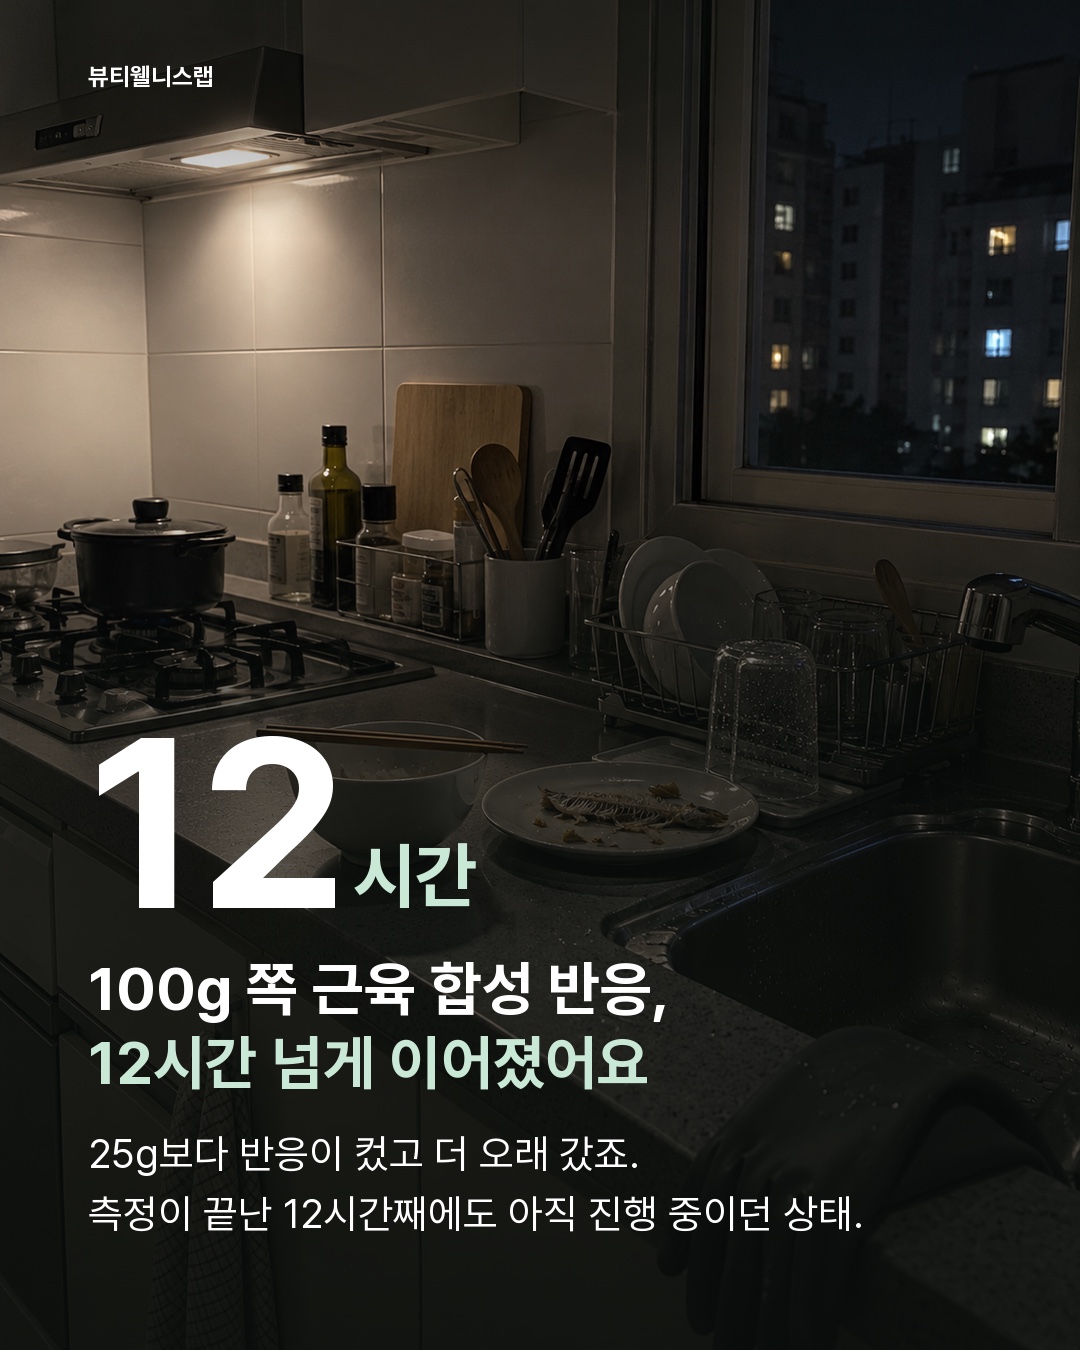 뷰티웰니스랩
12시간
100g 쪽 근육 합성 반응,
12시간 넘게 이어졌어요
25g보다 반응이 컸고 더 오래 갔죠.
측정이 끝난 12시간째에도 아직 진행 중이던 상태.